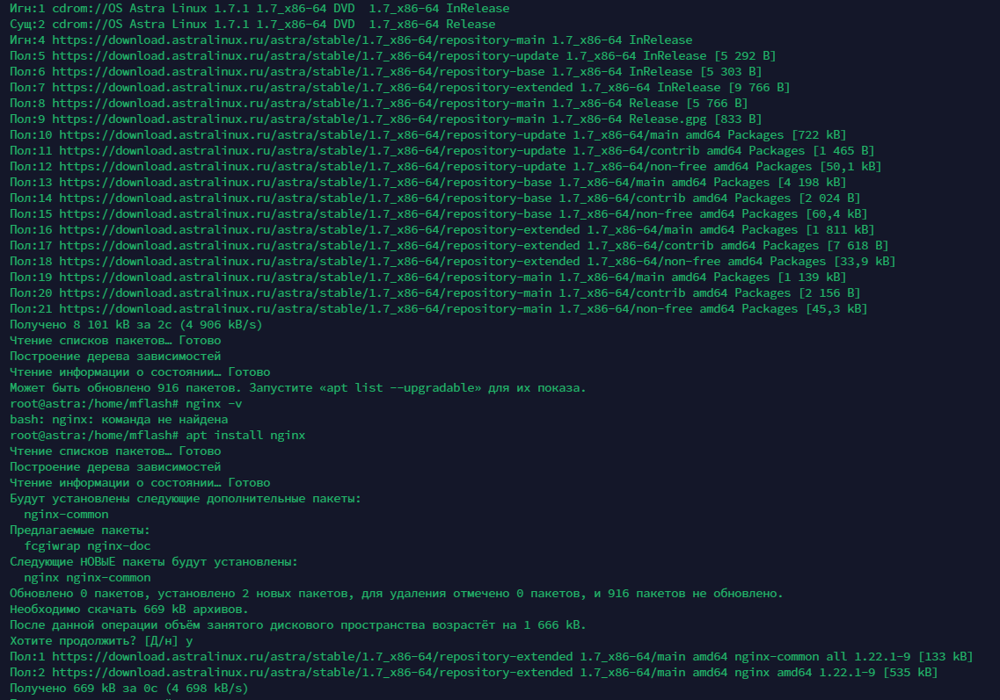 Игн:1 cdrom://OS Astra Linux 1.7.1 1.7_x86-64 DVD  1.7_x86-64 InRelease
Сущ:2 cdrom://OS Astra Linux 1.7.1 1.7_x86-64 DVD  1.7_x86-64 Release
Игн:4 https://download.astralinux.ru/astra/stable/1.7_x86-64/repository-main 1.7_x86-64 InRelease
Пол:5 https://download.astralinux.ru/astra/stable/1.7_x86-64/repository-update 1.7_x86-64 InRelease [5 292 B]
Пол:6 https://download.astralinux.ru/astra/stable/1.7_x86-64/repository-base 1.7_x86-64 InRelease [5 303 B]
Пол:7 https://download.astralinux.ru/astra/stable/1.7_x86-64/repository-extended 1.7_x86-64 InRelease [9 766 B]
Пол:8 https://download.astralinux.ru/astra/stable/1.7_x86-64/repository-main 1.7_x86-64 Release [5 766 B]
Пол:9 https://download.astralinux.ru/astra/stable/1.7_x86-64/repository-main 1.7_x86-64 Release.gpg [833 B]
Пол:10 https://download.astralinux.ru/astra/stable/1.7_x86-64/repository-update 1.7_x86-64/main amd64 Packages [722 kB]
Пол:11 https://download.astralinux.ru/astra/stable/1.7_x86-64/repository-update 1.7_x86-64/contrib amd64 Packages [1 465 B]
Пол:12 https://download.astralinux.ru/astra/stable/1.7_x86-64/repository-update 1.7_x86-64/non-free amd64 Packages [50,1 kB]
Пол:13 https://download.astralinux.ru/astra/stable/1.7_x86-64/repository-base 1.7_x86-64/main amd64 Packages [4 198 kB]
Пол:14 https://download.astralinux.ru/astra/stable/1.7_x86-64/repository-base 1.7_x86-64/contrib amd64 Packages [2 024 B]
Пол:15 https://download.astralinux.ru/astra/stable/1.7_x86-64/repository-base 1.7_x86-64/non-free amd64 Packages [60,4 kB]
Пол:16 https://download.astralinux.ru/astra/stable/1.7_x86-64/repository-extended 1.7_x86-64/main amd64 Packages [1 811 kB]
Пол:17 https://download.astralinux.ru/astra/stable/1.7_x86-64/repository-extended 1.7_x86-64/contrib amd64 Packages [7 618 B]
Пол:18 https://download.astralinux.ru/astra/stable/1.7_x86-64/repository-extended 1.7_x86-64/non-free amd64 Packages [33,9 kB]
Пол:19 https://download.astralinux.ru/astra/stable/1.7_x86-64/repository-main 1.7_x86-64/main amd64 Packages [1 139 kB]
Пол:20 https://download.astralinux.ru/astra/stable/1.7_x86-64/repository-main 1.7_x86-64/contrib amd64 Packages [2 156 B]
Пол:21 https://download.astralinux.ru/astra/stable/1.7_x86-64/repository-main 1.7_x86-64/non-free amd64 Packages [45,3 kB]
Получено 8 101 kB за 2с (4 906 kB/s)
Чтение списков пакетов… Готово
Построение дерева зависимостей
Чтение информации о состоянии… Готово
Может быть обновлено 916 пакетов. Запустите «apt list --upgradable» для их показа.
root@astra:/home/mflash# nginx -v
bash: nginx: команда не найдена
root@astra:/home/mflash# apt install nginx
Чтение списков пакетов… Готово
Построение дерева зависимостей
Чтение информации о состоянии… Готово
Будут установлены следующие дополнительные пакеты:
  nginx-common
Предлагаемые пакеты:
  fcgiwrap nginx-doc
Следующие НОВЫЕ пакеты будут установлены:
  nginx nginx-common
Обновлено 0 пакетов, установлено 2 новых пакетов, для удаления отмечено 0 пакетов, и 916 пакетов не обновлено.
Необходимо скачать 669 kB архивов.
После данной операции объём занятого дискового пространства возрастёт на 1 666 kB.
Хотите продолжить? [Д/н] y
Пол:1 https://download.astralinux.ru/astra/stable/1.7_x86-64/repository-extended 1.7_x86-64/main amd64 nginx-common all 1.22.1-9 [133 kB]
Пол:2 https://download.astralinux.ru/astra/stable/1.7_x86-64/repository-extended 1.7_x86-64/main amd64 nginx amd64 1.22.1-9 [535 kB]
Получено 669 kB за 0с (4 698 kB/s)